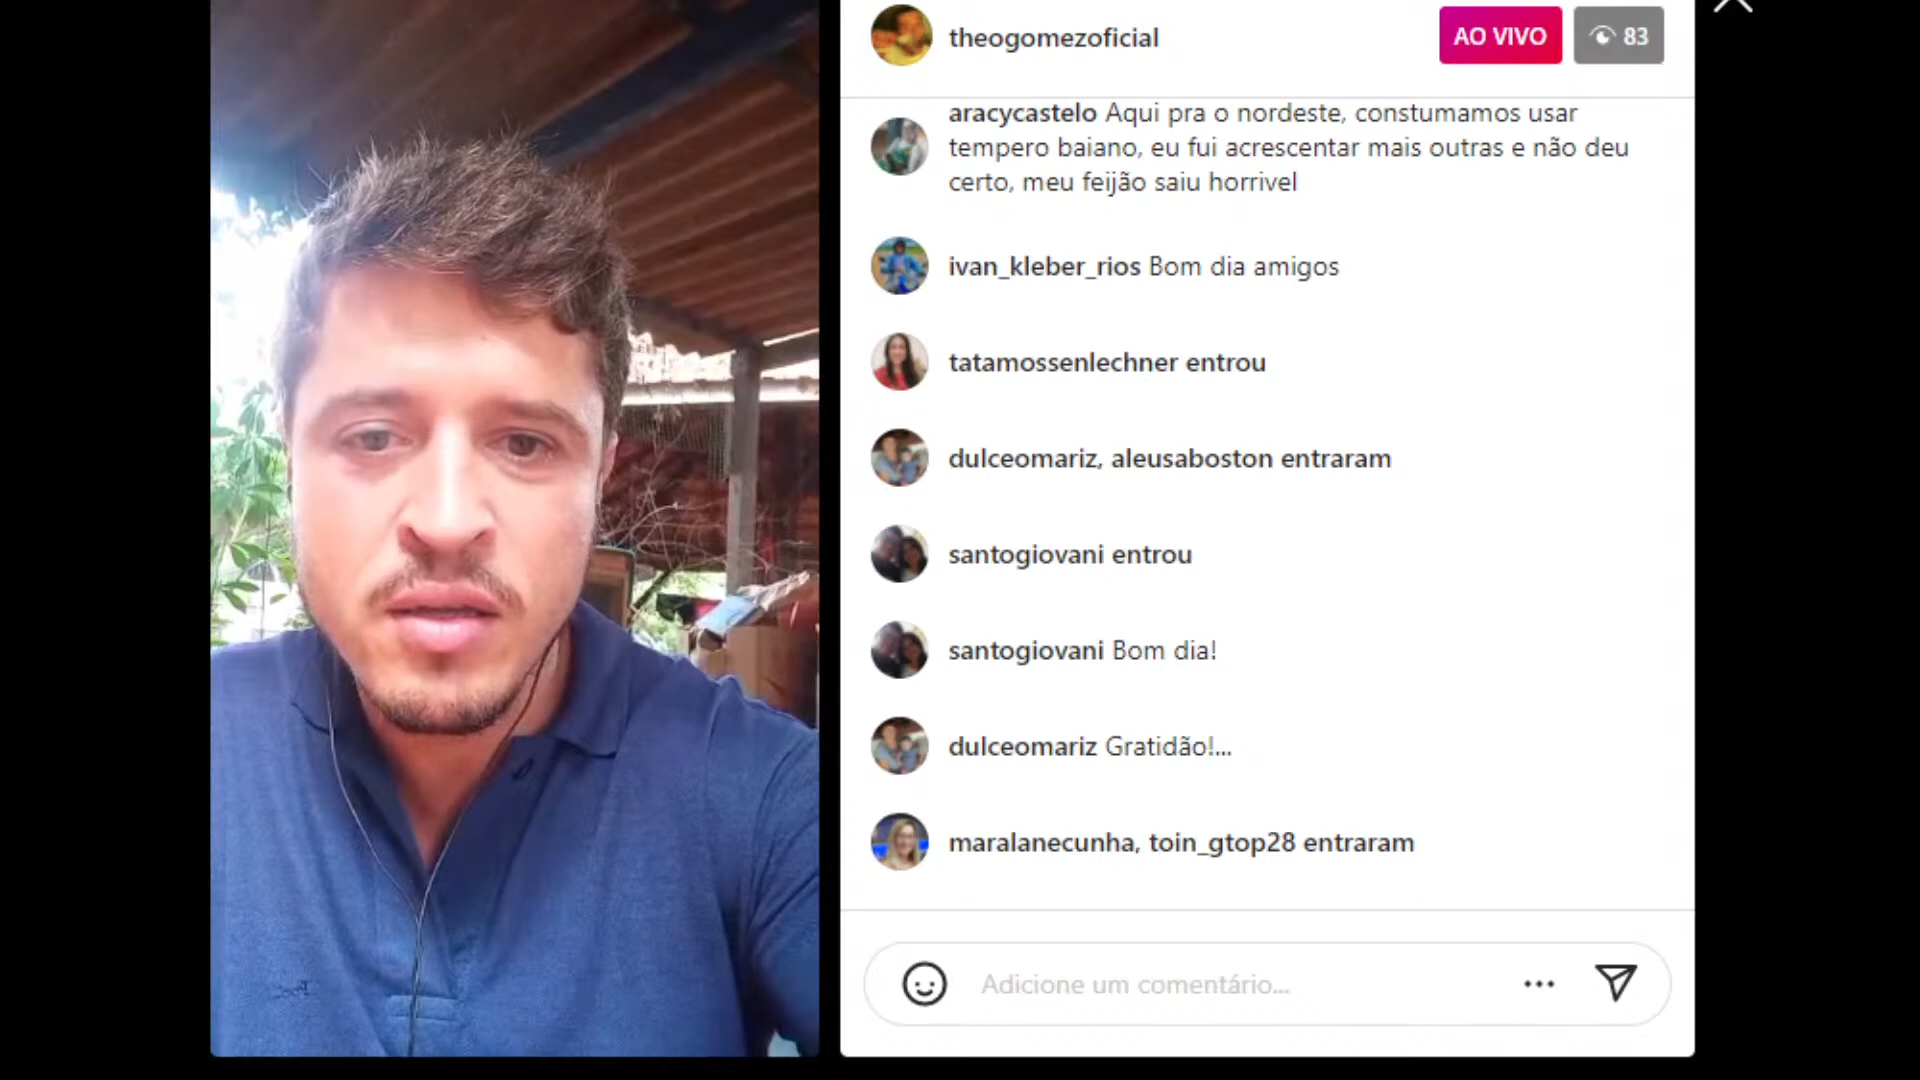 theogomezoficial
AO VIVO
83
aracycastelo Aqui pra o nordeste, constumamos usar
tempero baiano, eu fui acrescentar mais outras e não deu
certo, meu feijão saiu horrivel
ivan_kleber_rios Bom dia amigos
tatamossenlechner entrou
dulceomariz, aleusaboston entraram
santogiovani entrou
santogiovani Bom dia!
dulceomariz Gratidão!...
maralanecunha, toin_gtop28 entraram
Adicione um comentário...